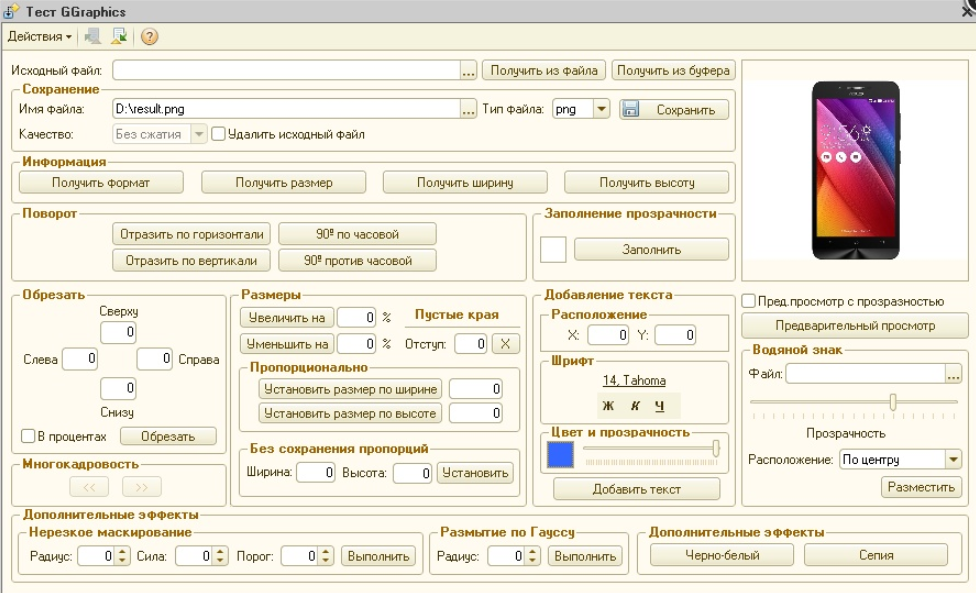 Тест GGraphics
Действия
Исходный файл: ... Получить из файла Получить из буфера
Сохранение
Имя файла: D:\result.png ... Тип файла: png Сохранить
Качество: Без сжатия Удалить исходный файл
Информация
Получить формат Получить размер Получить ширину Получить высоту
Поворот
Отразить по горизонтали 90º по часовой
Отразить по вертикали 90º против часовой
Заполнение прозрачности
Заполнить
Обрезать
Сверху
0
Слева 0 0 Справа
0
Снизу
В процентах Обрезать
Многокадровость
<< >>
Размеры
Увеличить на 0 % Пустые края
Уменьшить на 0 % Отступ: 0 X
Пропорционально
Установить размер по ширине 0
Установить размер по высоте 0
Без сохранения пропорций
Ширина: 0 Высота: 0 Установить
Добавление текста
Расположение
X: 0 Y: 0
Шрифт
14, Tahoma
Ж К Ч
Цвет и прозрачность
Добавить текст
Пред.просмотр с прозразностью
Предварительный просмотр
Водяной знак
Файл: ...
Прозрачность
Расположение: По центру
Разместить
Дополнительные эффекты
Нерезкое маскирование
Радиус: 0 Сила: 0 Порог: 0 Выполнить
Размытие по Гауссу
Радиус: 0 Выполнить
Дополнительные эффекты
Черно-белый Сепия